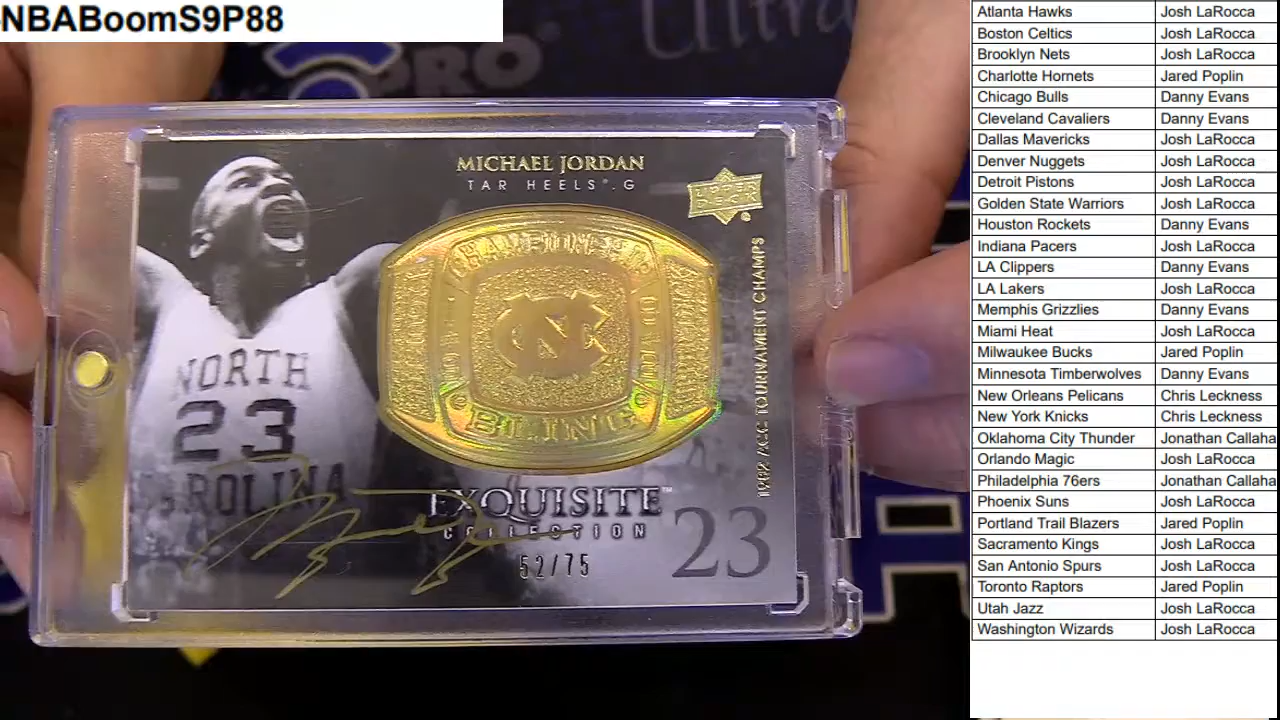 NBABoomS9P88
PRO
Ultra
MICHAEL JORDAN
TAR HEELS®. G
UPPER
DECK
CHAMPIONSHIP
NC
BLING
1982 ACC TOURNAMENT CHAMPS
NORTH
23
CAROLINA
EXQUISITE™
COLLECTION
52/75
23
Atlanta Hawks Josh LaRocca
Boston Celtics Josh LaRocca
Brooklyn Nets Josh LaRocca
Charlotte Hornets Jared Poplin
Chicago Bulls Danny Evans
Cleveland Cavaliers Danny Evans
Dallas Mavericks Josh LaRocca
Denver Nuggets Josh LaRocca
Detroit Pistons Josh LaRocca
Golden State Warriors Josh LaRocca
Houston Rockets Danny Evans
Indiana Pacers Josh LaRocca
LA Clippers Danny Evans
LA Lakers Josh LaRocca
Memphis Grizzlies Danny Evans
Miami Heat Josh LaRocca
Milwaukee Bucks Jared Poplin
Minnesota Timberwolves Danny Evans
New Orleans Pelicans Chris Leckness
New York Knicks Chris Leckness
Oklahoma City Thunder Jonathan Callaha
Orlando Magic Josh LaRocca
Philadelphia 76ers Jonathan Callaha
Phoenix Suns Josh LaRocca
Portland Trail Blazers Jared Poplin
Sacramento Kings Josh LaRocca
San Antonio Spurs Josh LaRocca
Toronto Raptors Jared Poplin
Utah Jazz Josh LaRocca
Washington Wizards Josh LaRocca